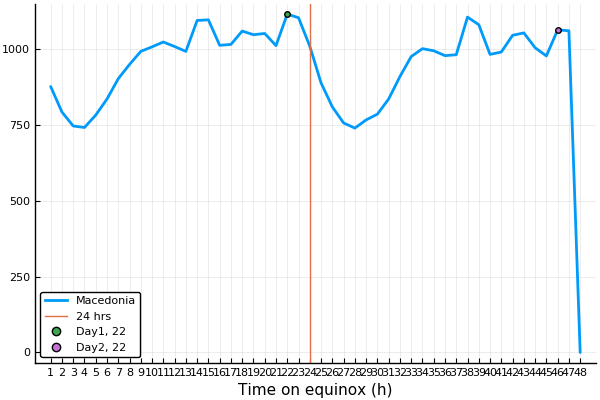 1000
750
500
250
0
Macedonia
24 hrs
Day1, 22
Day2, 22
1 2 3 4 5 6 7 8 9 10 11 12 13 14 15 16 17 18 19 20 21 22 23 24 25 26 27 28 29 30 31 32 33 34 35 36 37 38 39 40 41 42 43 44 45 46 47 48
Time on equinox (h)